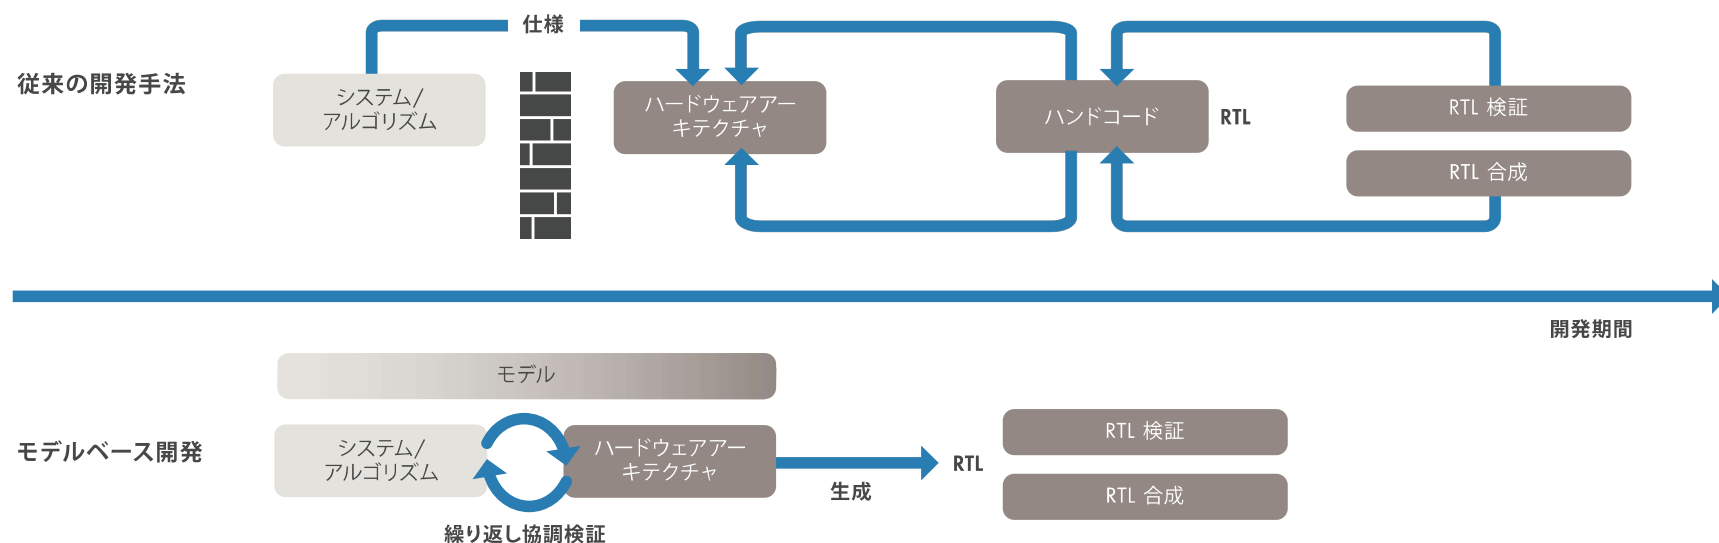 仕様
従来の開発手法
システム/
アルゴリズム
ハードウェアアー
キテクチャ
ハンドコード
RTL
RTL 検証
RTL 合成
開発期間
モデル
モデルベース開発
システム/
アルゴリズム
ハードウェアアー
キテクチャ
生成
RTL
RTL 検証
RTL 合成
繰り返し協調検証